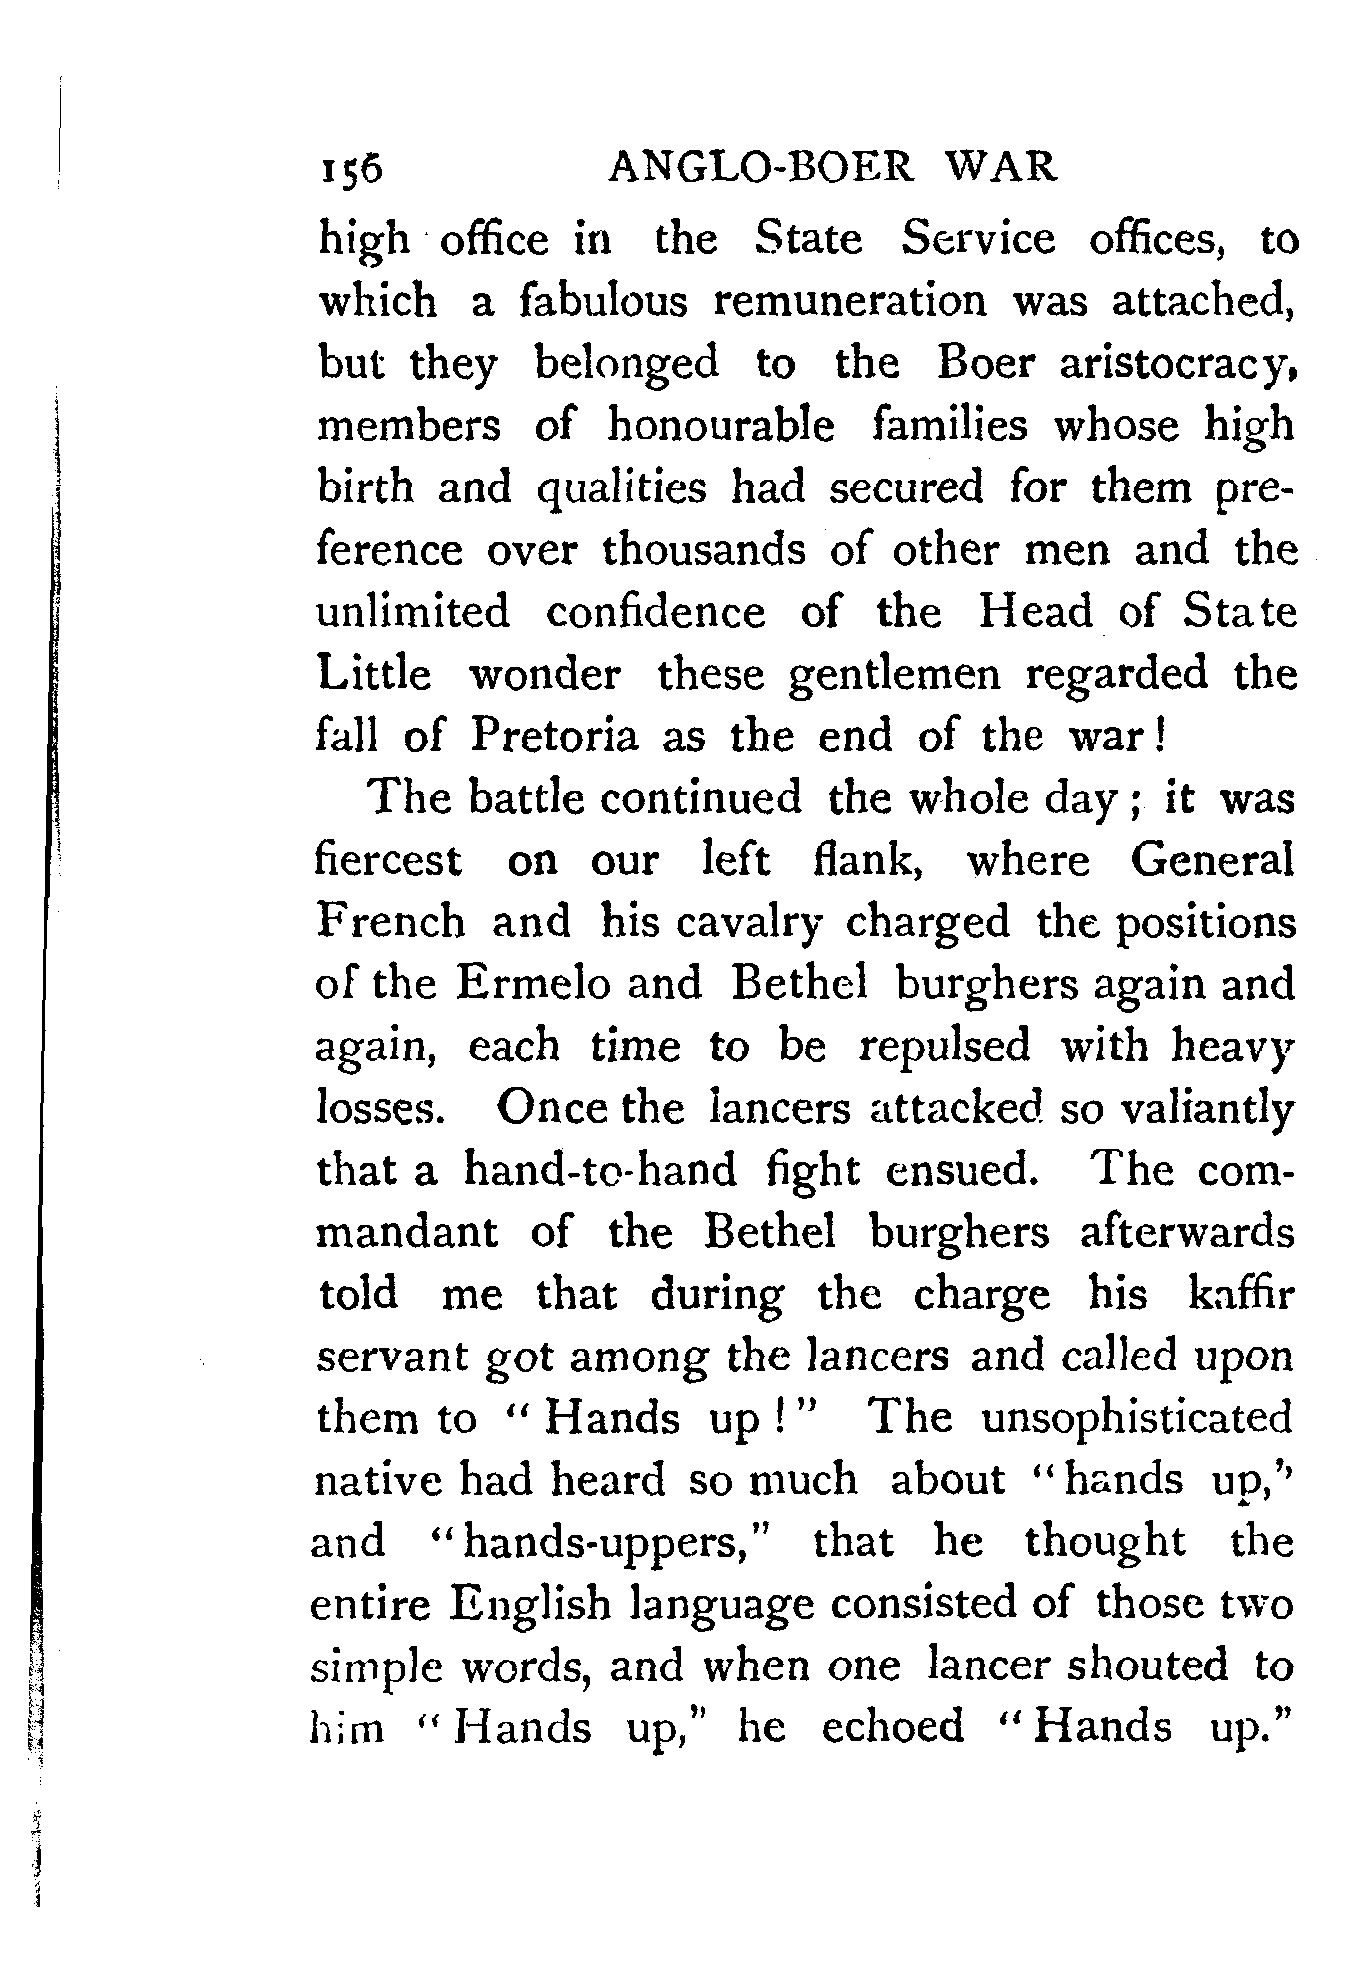 156 ANGLO-BOER WAR
high office in the State Service offices, to
which a fabulous remuneration was attached,
but they belonged to the Boer aristocracy,
members of honourable families whose high
birth and qualities had secured for them pre-
ference over thousands of other men and the
unlimited confidence of the Head of State
Little wonder these gentlemen regarded the
fall of Pretoria as the end of the war!
The battle continued the whole day; it was
fiercest on our left flank, where General
French and his cavalry charged the positions
of the Ermelo and Bethel burghers again and
again, each time to be repulsed with heavy
losses. Once the lancers attacked so valiantly
that a hand-to-hand fight ensued. The com-
mandant of the Bethel burghers afterwards
told me that during the charge his kaffir
servant got among the lancers and called upon
them to "Hands up!" The unsophisticated
native had heard so much about "hands up,"
and "hands-uppers," that he thought the
entire English language consisted of those two
simple words, and when one lancer shouted to
him "Hands up," he echoed "Hands up."